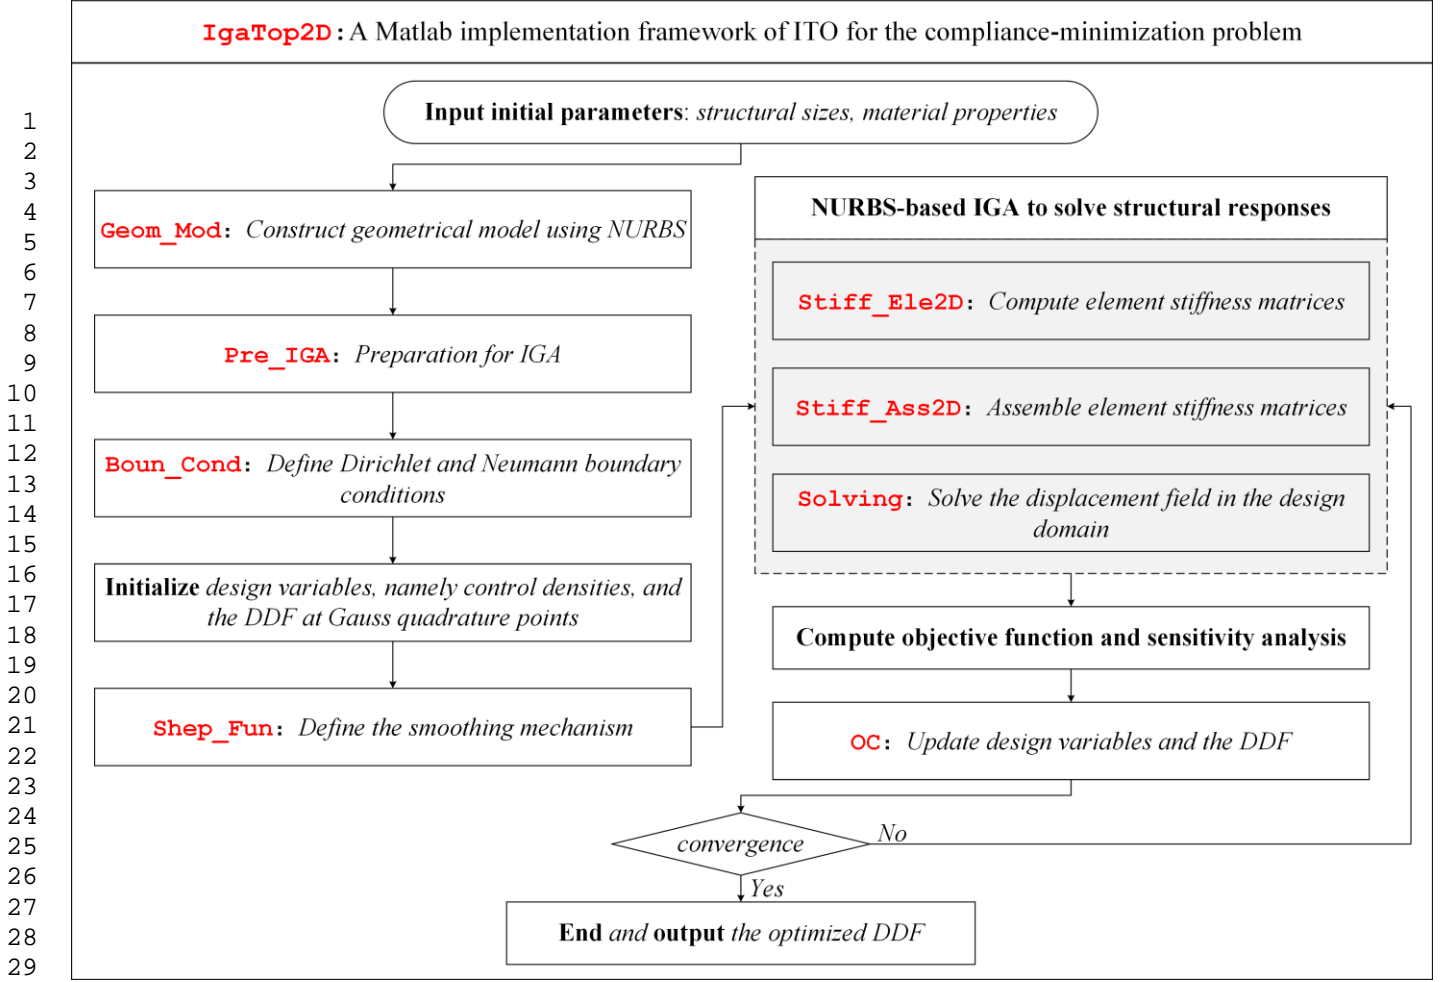 IgaTop2D: A Matlab implementation framework of ITO for the compliance-minimization problem
1
2
3
4
5
6
7
8
9
10
11
12
13
14
15
16
17
18
19
20
21
22
23
24
25
26
27
28
29
Input initial parameters: structural sizes, material properties
Geom_Mod: Construct geometrical model using NURBS
Pre_IGA: Preparation for IGA
Boun_Cond: Define Dirichlet and Neumann boundary
conditions
Initialize design variables, namely control densities, and
the DDF at Gauss quadrature points
Shep_Fun: Define the smoothing mechanism
NURBS-based IGA to solve structural responses
Stiff_Ele2D: Compute element stiffness matrices
Stiff_Ass2D: Assemble element stiffness matrices
Solving: Solve the displacement field in the design
domain
Compute objective function and sensitivity analysis
OC: Update design variables and the DDF
convergence
No
Yes
End and output the optimized DDF